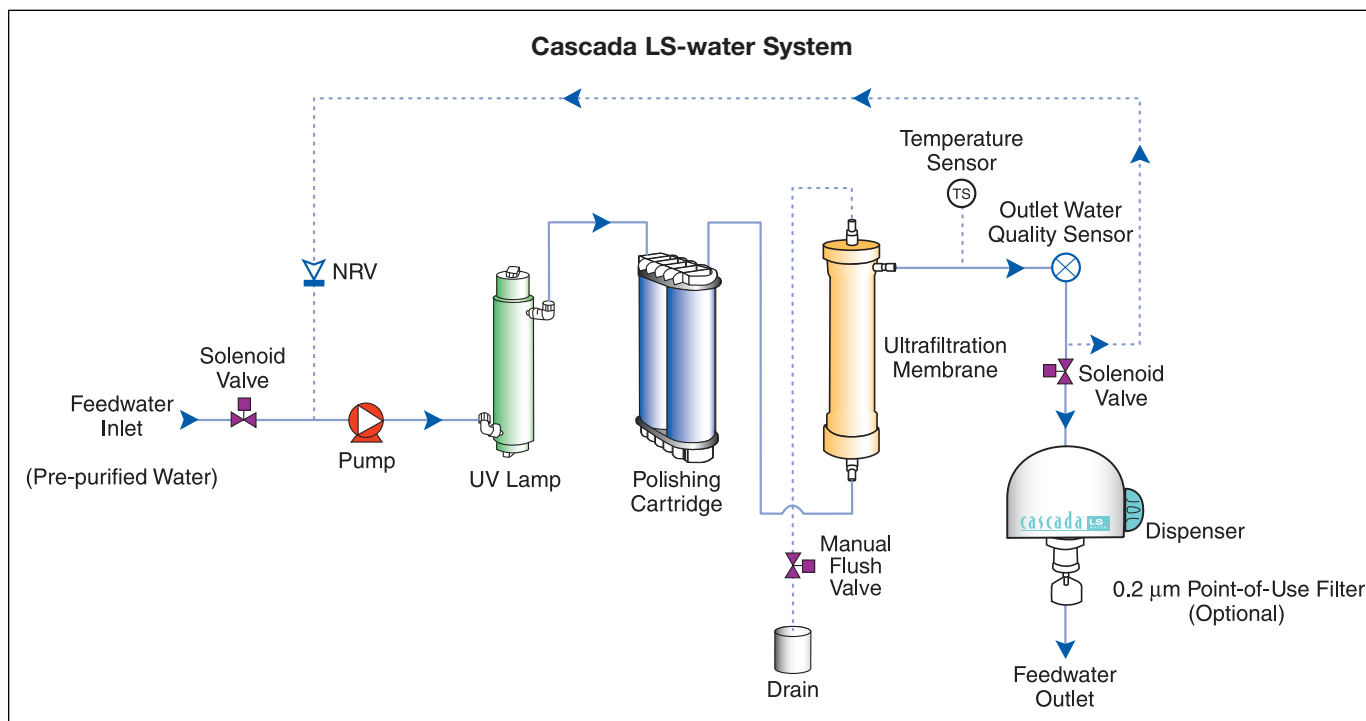 Cascada LS-water System
Temperature
Sensor
TS
Outlet Water
Quality Sensor
NRV
Solenoid
Valve
Feedwater
Inlet
(Pre-purified Water)
Pump
UV Lamp
Polishing
Cartridge
Ultrafiltration
Membrane
Solenoid
Valve
Manual
Flush
Valve
Drain
cascada LS WATER
Dispenser
0.2 µm Point-of-Use Filter
(Optional)
Feedwater
Outlet